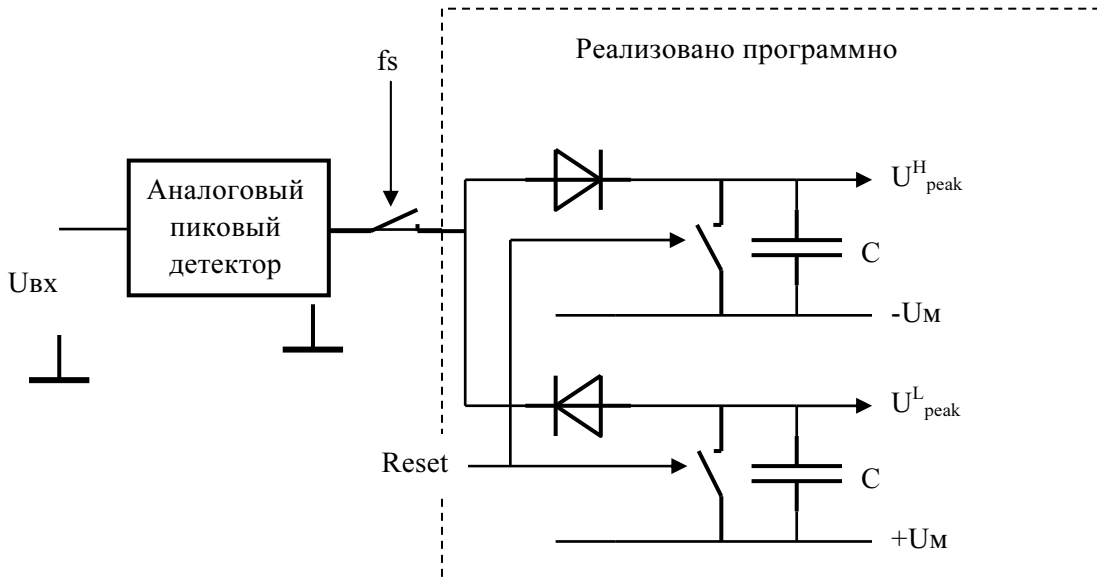 Реализовано программно
fs
Аналоговый
пиковый
детектор
Uвх
U^H_peak
C
-Uм
U^L_peak
Reset
C
+Uм